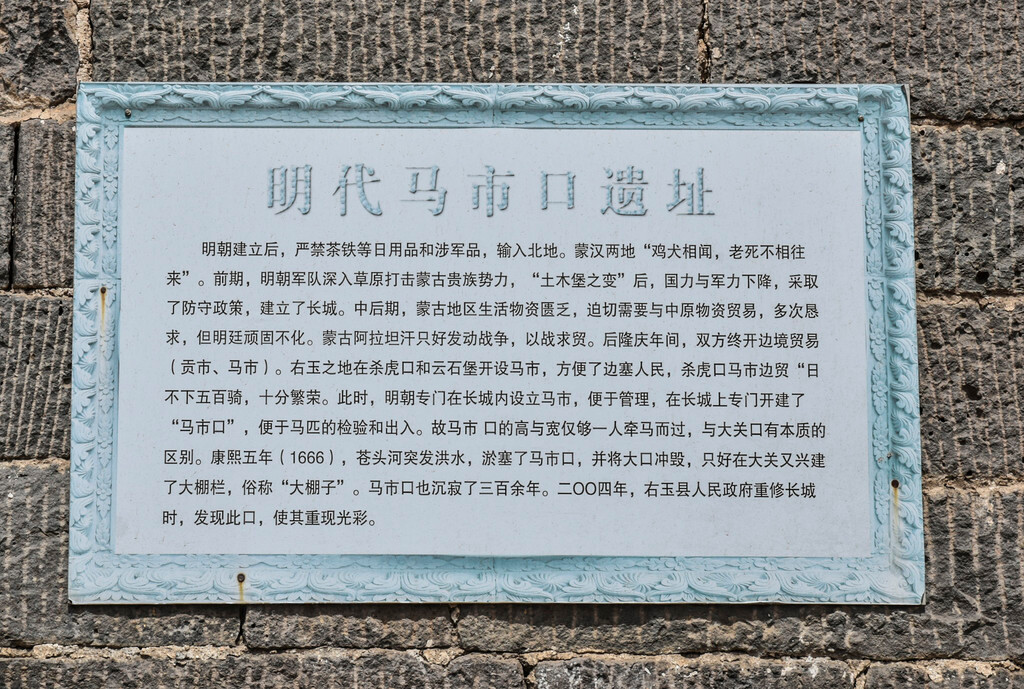 明代马市口遗址
明朝建立后，严禁茶铁等日用品和涉军品，输入北地。蒙汉两地“鸡犬相闻，老死不相往
来”。前期，明朝军队深入草原打击蒙古贵族势力，“土木堡之变”后，国力与军力下降，采取
了防守政策，建立了长城。中后期，蒙古地区生活物资匮乏，迫切需要与中原物资贸易，多次恳
求，但明廷顽固不化。蒙古阿拉坦汗只好发动战争，以战求贸。后隆庆年间，双方终开边境贸易
（贡市、马市）。右玉之地在杀虎口和云石堡开设马市，方便了边塞人民，杀虎口马市边贸“日
不下五百骑，十分繁荣。此时，明朝专门在长城内设立马市，便于管理，在长城上专门开建了
“马市口”，便于马匹的检验和出入。故马市 口的高与宽仅够一人牵马而过，与大关口有本质的
区别。康熙五年（1666），苍头河突发洪水，淤塞了马市口，并将大口冲毁，只好在大关又兴建
了大棚栏，俗称“大棚子”。马市口也沉寂了三百余年。二OO四年，右玉县人民政府重修长城
时，发现此口，使其重现光彩。